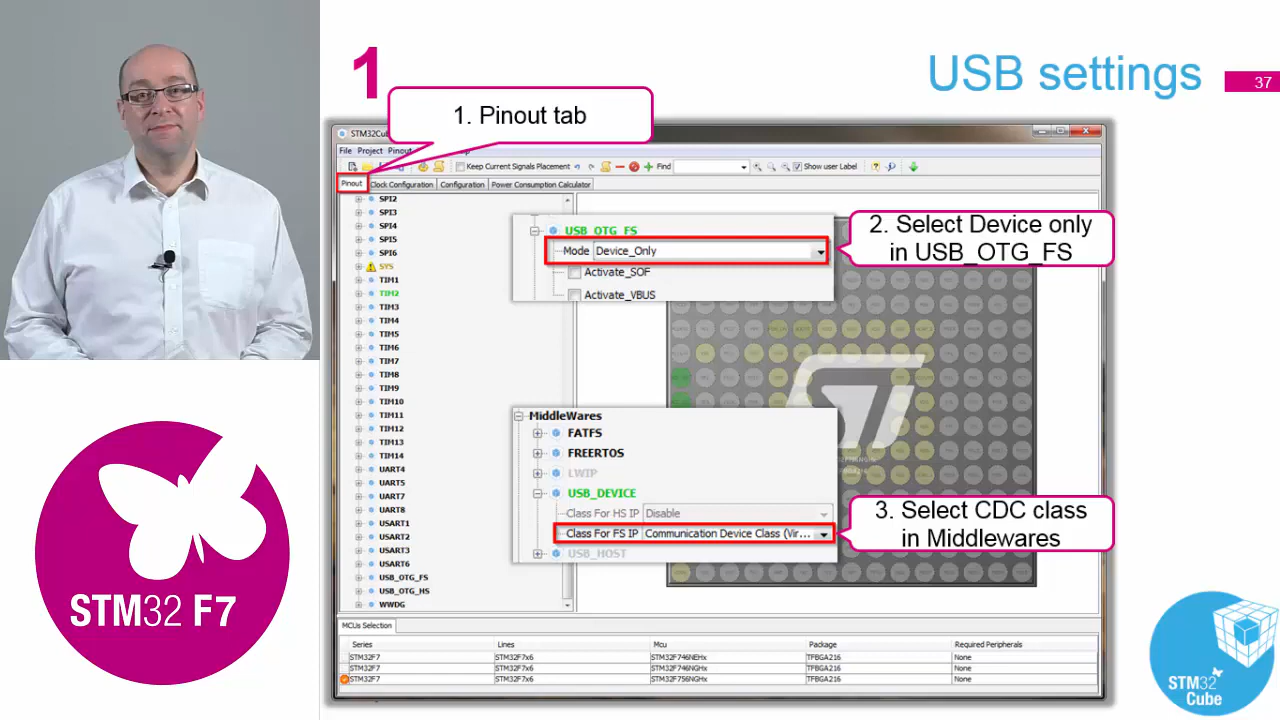 1
USB settings
37
1. Pinout tab
STM32Cu
File Project Pinout
Keep Current Signals Placement
Find
Show user Label
Pinout
Clock Configuration
Configuration
Power Consumption Calculator
SPI2
SPI3
SPI4
SPI5
SPI6
SYS
TIM1
TIM2
TIM3
TIM4
TIM5
TIM6
TIM7
TIM8
TIM9
TIM10
TIM11
TIM12
TIM13
TIM14
UART4
UART5
UART7
UART8
USART1
USART2
USART3
USART6
USB_OTG_FS
USB_OTG_HS
WWDG
USB_OTG_FS
Mode Device_Only
Activate_SOF
Activate_VBUS
2. Select Device only
in USB_OTG_FS
MiddleWares
FATFS
FREERTOS
LWIP
USB_DEVICE
Class For HS IP Disable
Class For FS IP Communication Device Class (Vir...
USB_HOST
3. Select CDC class
in Middlewares
MCUs Selection
Series Lines Mcu Package Required Peripherals
STM32F7 STM32F7x6 STM32F746NEHx TFBGA216 None
STM32F7 STM32F7x6 STM32F746NGHx TFBGA216 None
STM32F7 STM32F7x6 STM32F756NGHx TFBGA216 None
STM32 F7
STM32
Cube